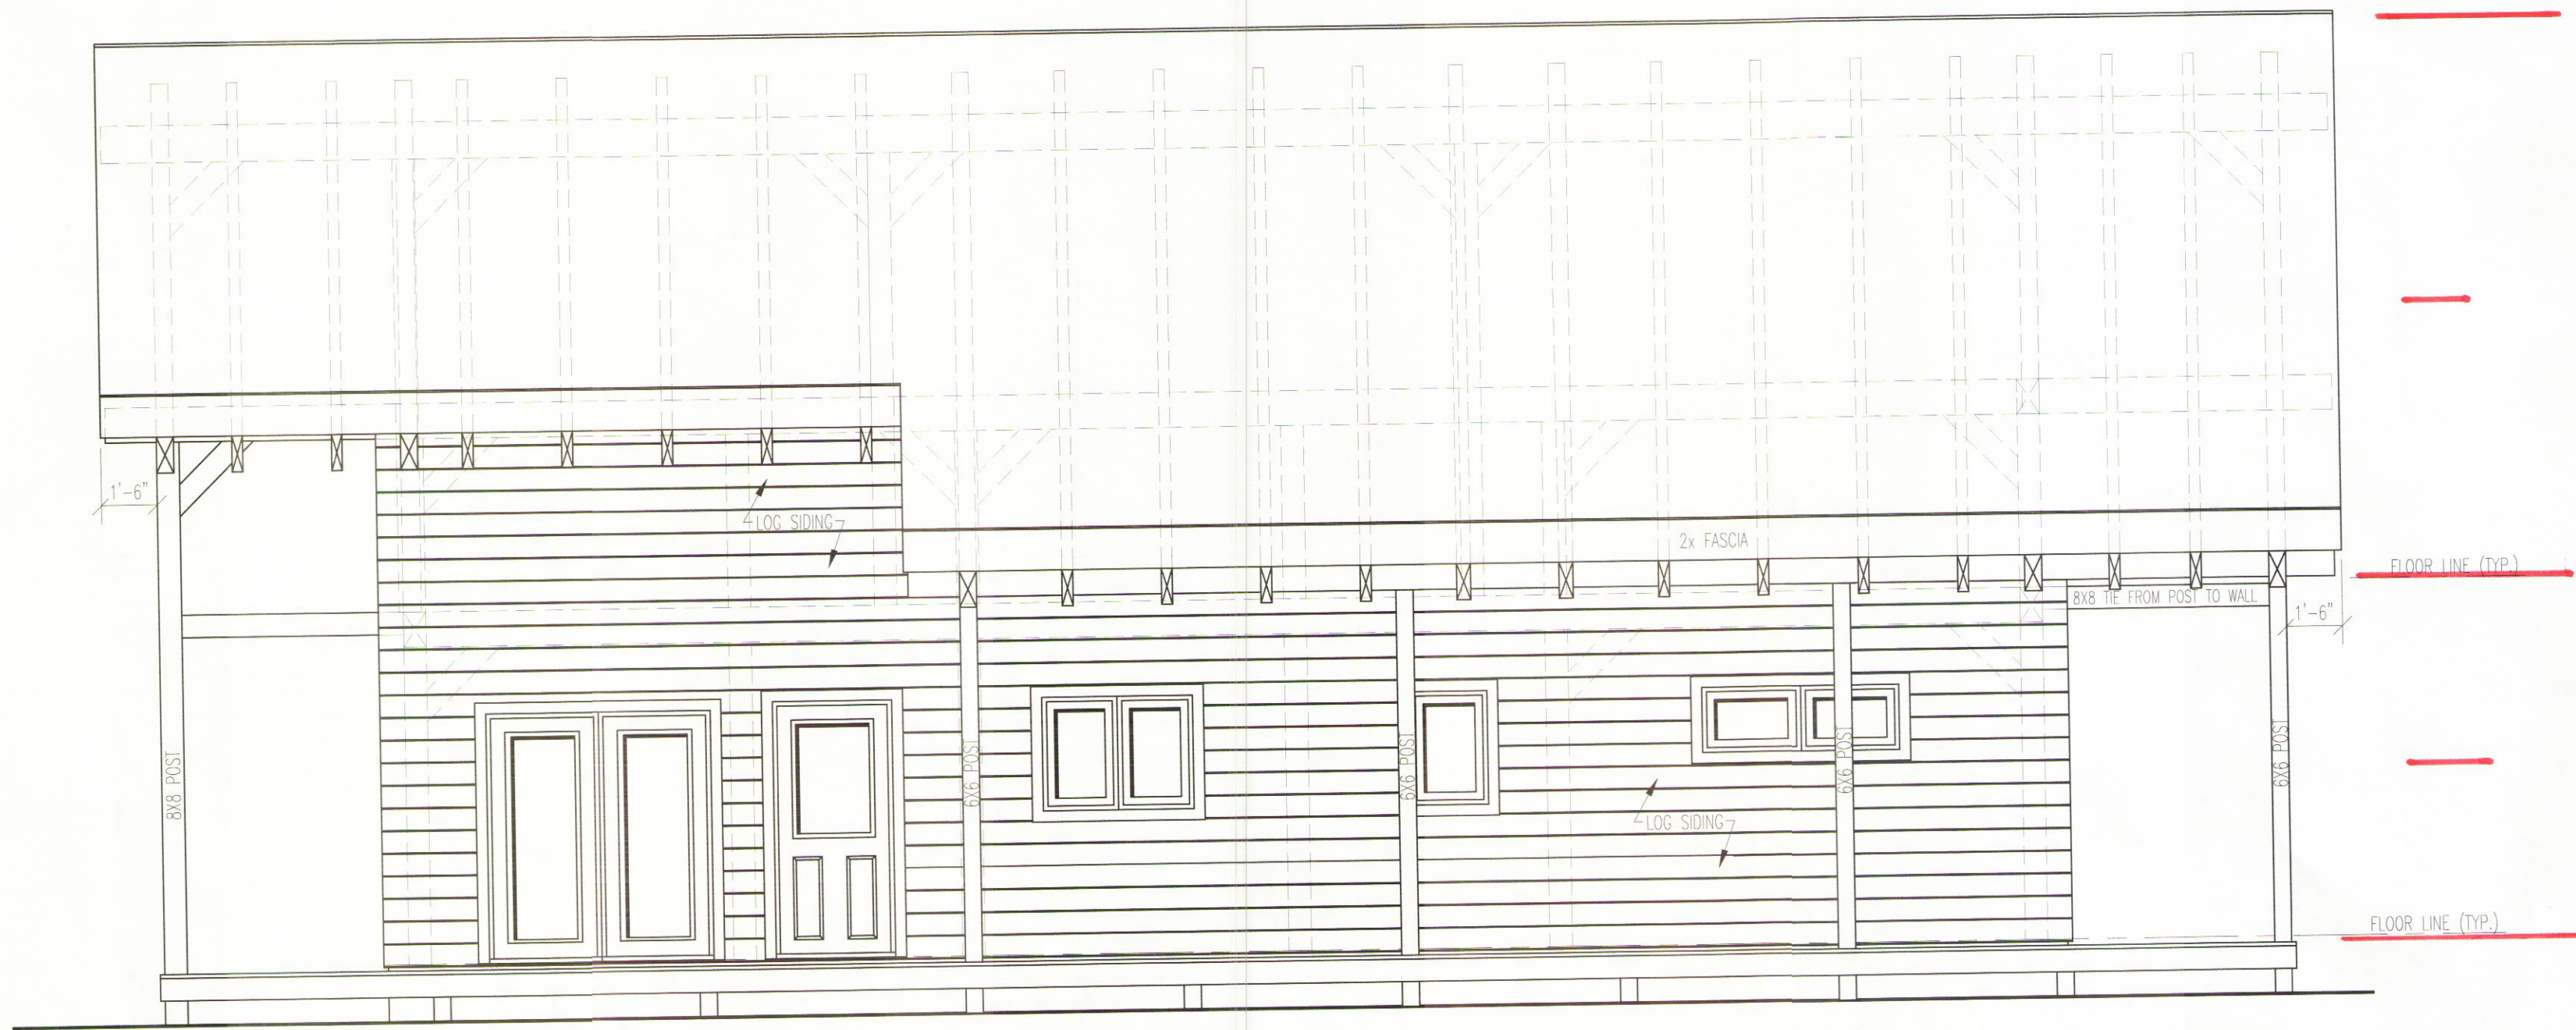 1'-6"
LOG SIDING
2x FASCIA
FLOOR LINE (TYP.)
8X8 TIE FROM POST TO WALL
1'-6"
8X8 POST
6X6 POST
6X6 POST
6X6 POST
6X6 POST
LOG SIDING
FLOOR LINE (TYP.)